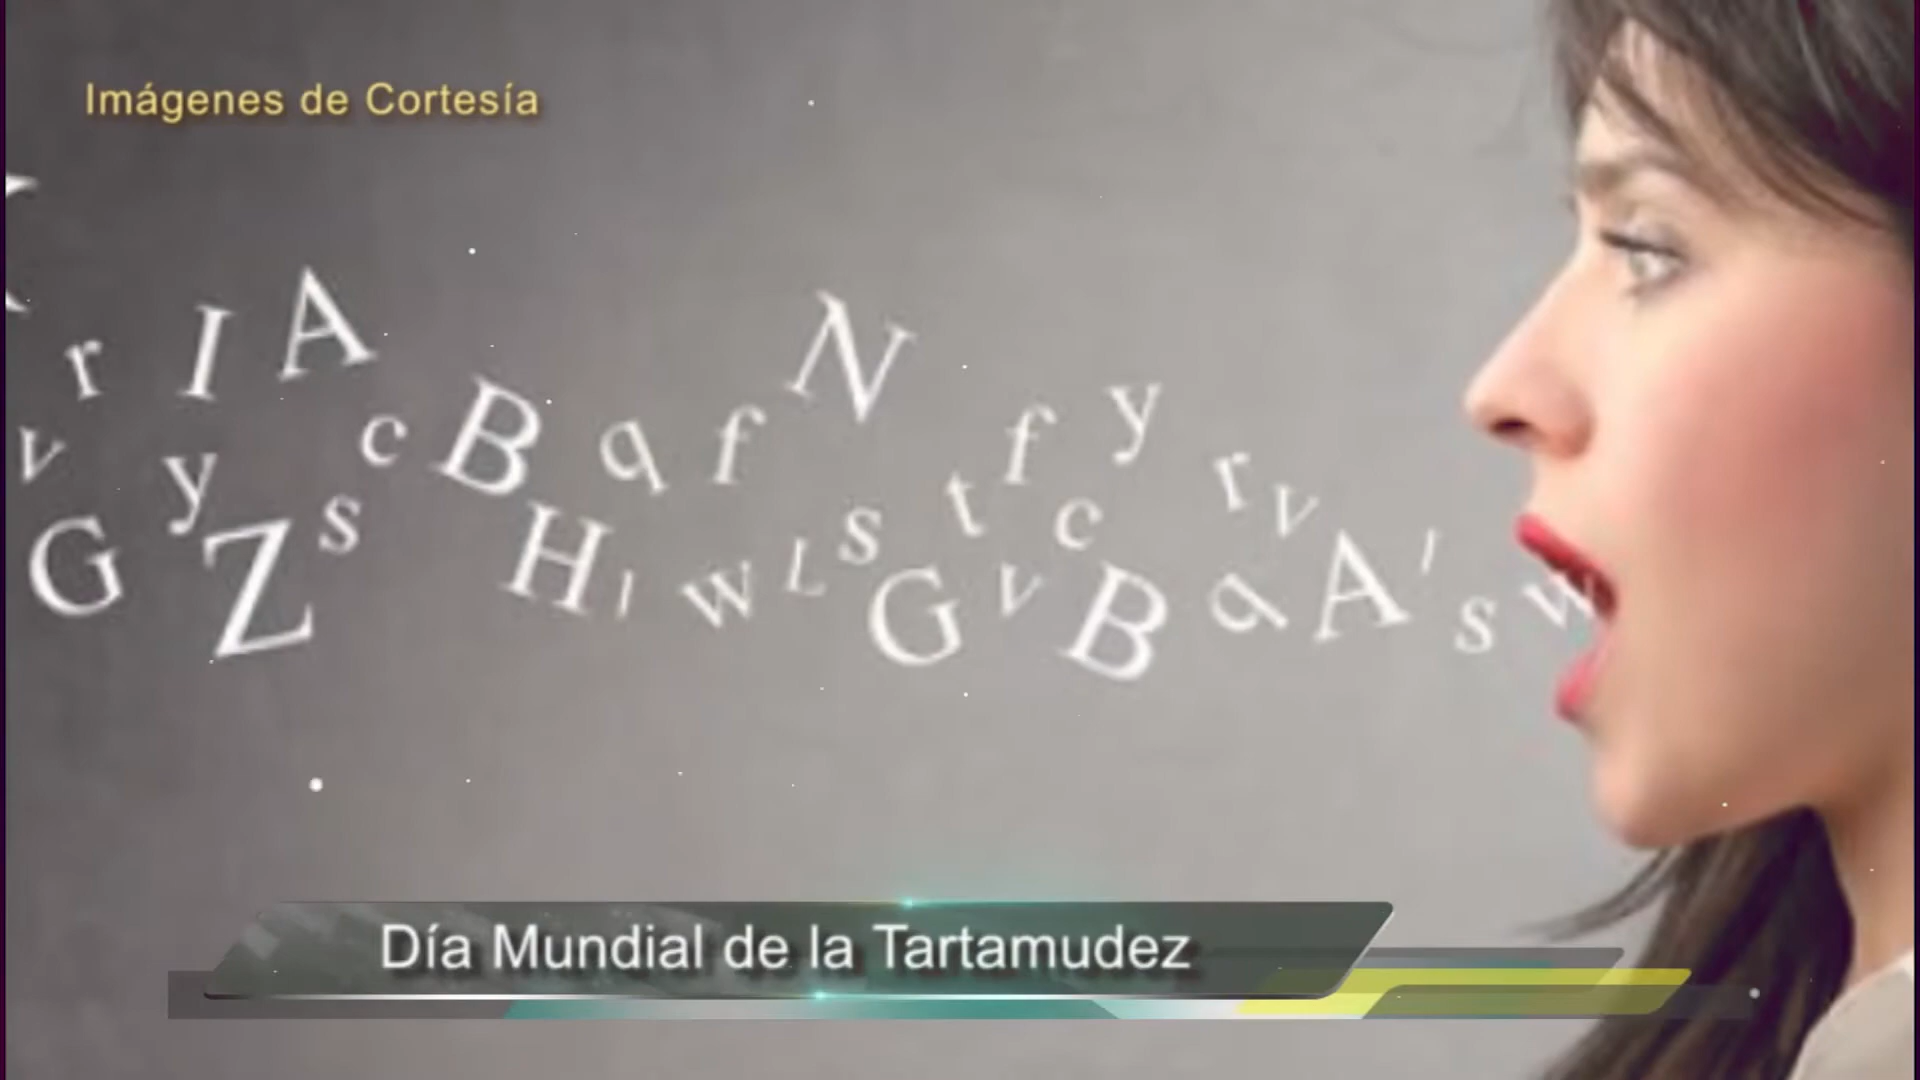 Imágenes de Cortesía
r I A N
v y c B q f f y
G Z s H l w L s t c r v
G v B q A l s w
Día Mundial de la Tartamudez